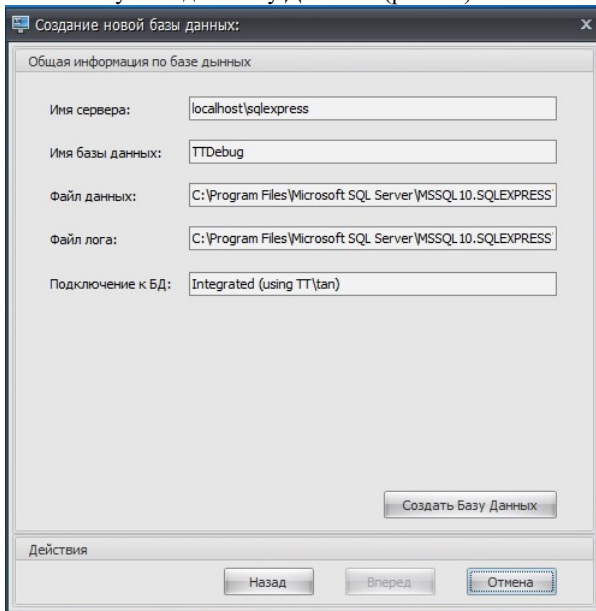 Создание новой базы данных: x
Общая информация по базе дынных
Имя сервера: localhost\sqlexpress
Имя базы данных: TTDebug
Файл данных: C:\Program Files\Microsoft SQL Server\MSSQL10.SQLEXPRESS
Файл лога: C:\Program Files\Microsoft SQL Server\MSSQL10.SQLEXPRESS
Подключение к БД: Integrated (using TT\tan)
Создать Базу Данных
Действия
Назад Вперед Отмена